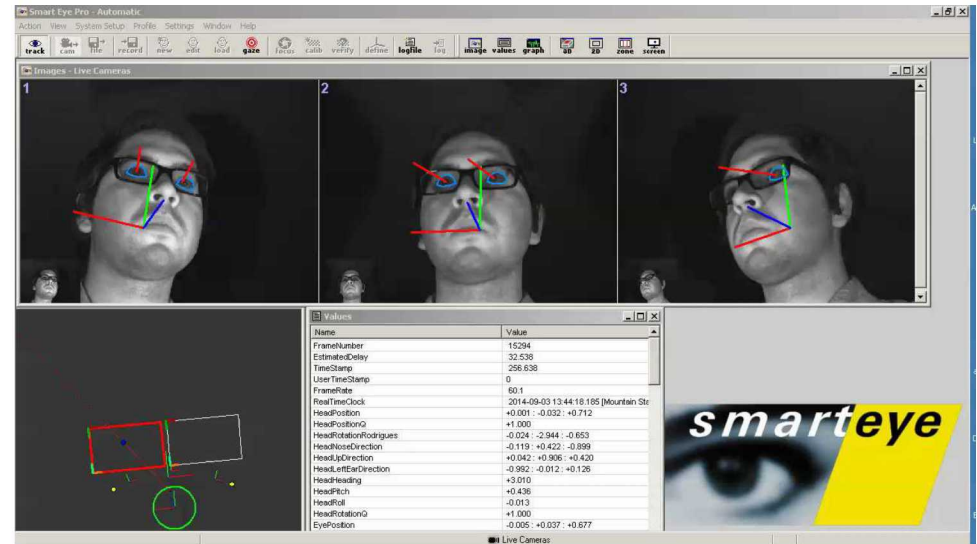 Smart Eye Pro - Automatic
Action View System Setup Profile Settings Window Help
track cam file record new edit load gaze focus calib verify define logfile log image values graph 3D 2D zone screen
Images - Live Cameras
1 2 3
Values
Name Value
FrameNumber 15294
EstimatedDelay 32.538
TimeStamp 256.638
UserTimeStamp 0
FrameRate 60.1
RealTimeClock 2014-09-03 13:44:18.185 [Mountain Sta
HeadPosition +0.001 : -0.032 : +0.712
HeadPositionQ +1.000
HeadRotationRodrigues -0.024 : -2.944 : -0.653
HeadNoseDirection -0.119 : +0.422 : -0.899
HeadUpDirection +0.042 : +0.906 : +0.420
HeadLeftEarDirection -0.992 : -0.012 : +0.126
HeadHeading +3.010
HeadPitch +0.436
HeadRoll -0.013
HeadRotationQ +1.000
EyePosition -0.005 : +0.037 : +0.677
smarteye
Live Cameras